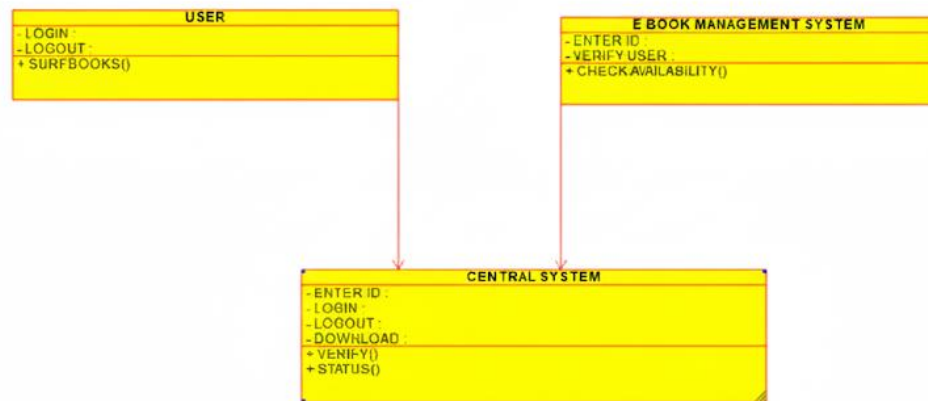 USER
- LOGIN :
- LOGOUT :
+ SURFBOOKS()
E BOOK MANAGEMENT SYSTEM
- ENTER ID :
- VERIFY USER :
+ CHECK AVAILABILITY()
CENTRAL SYSTEM
- ENTER ID :
- LOGIN :
- LOGOUT :
- DOWNLOAD :
+ VERIFY()
+ STATUS()